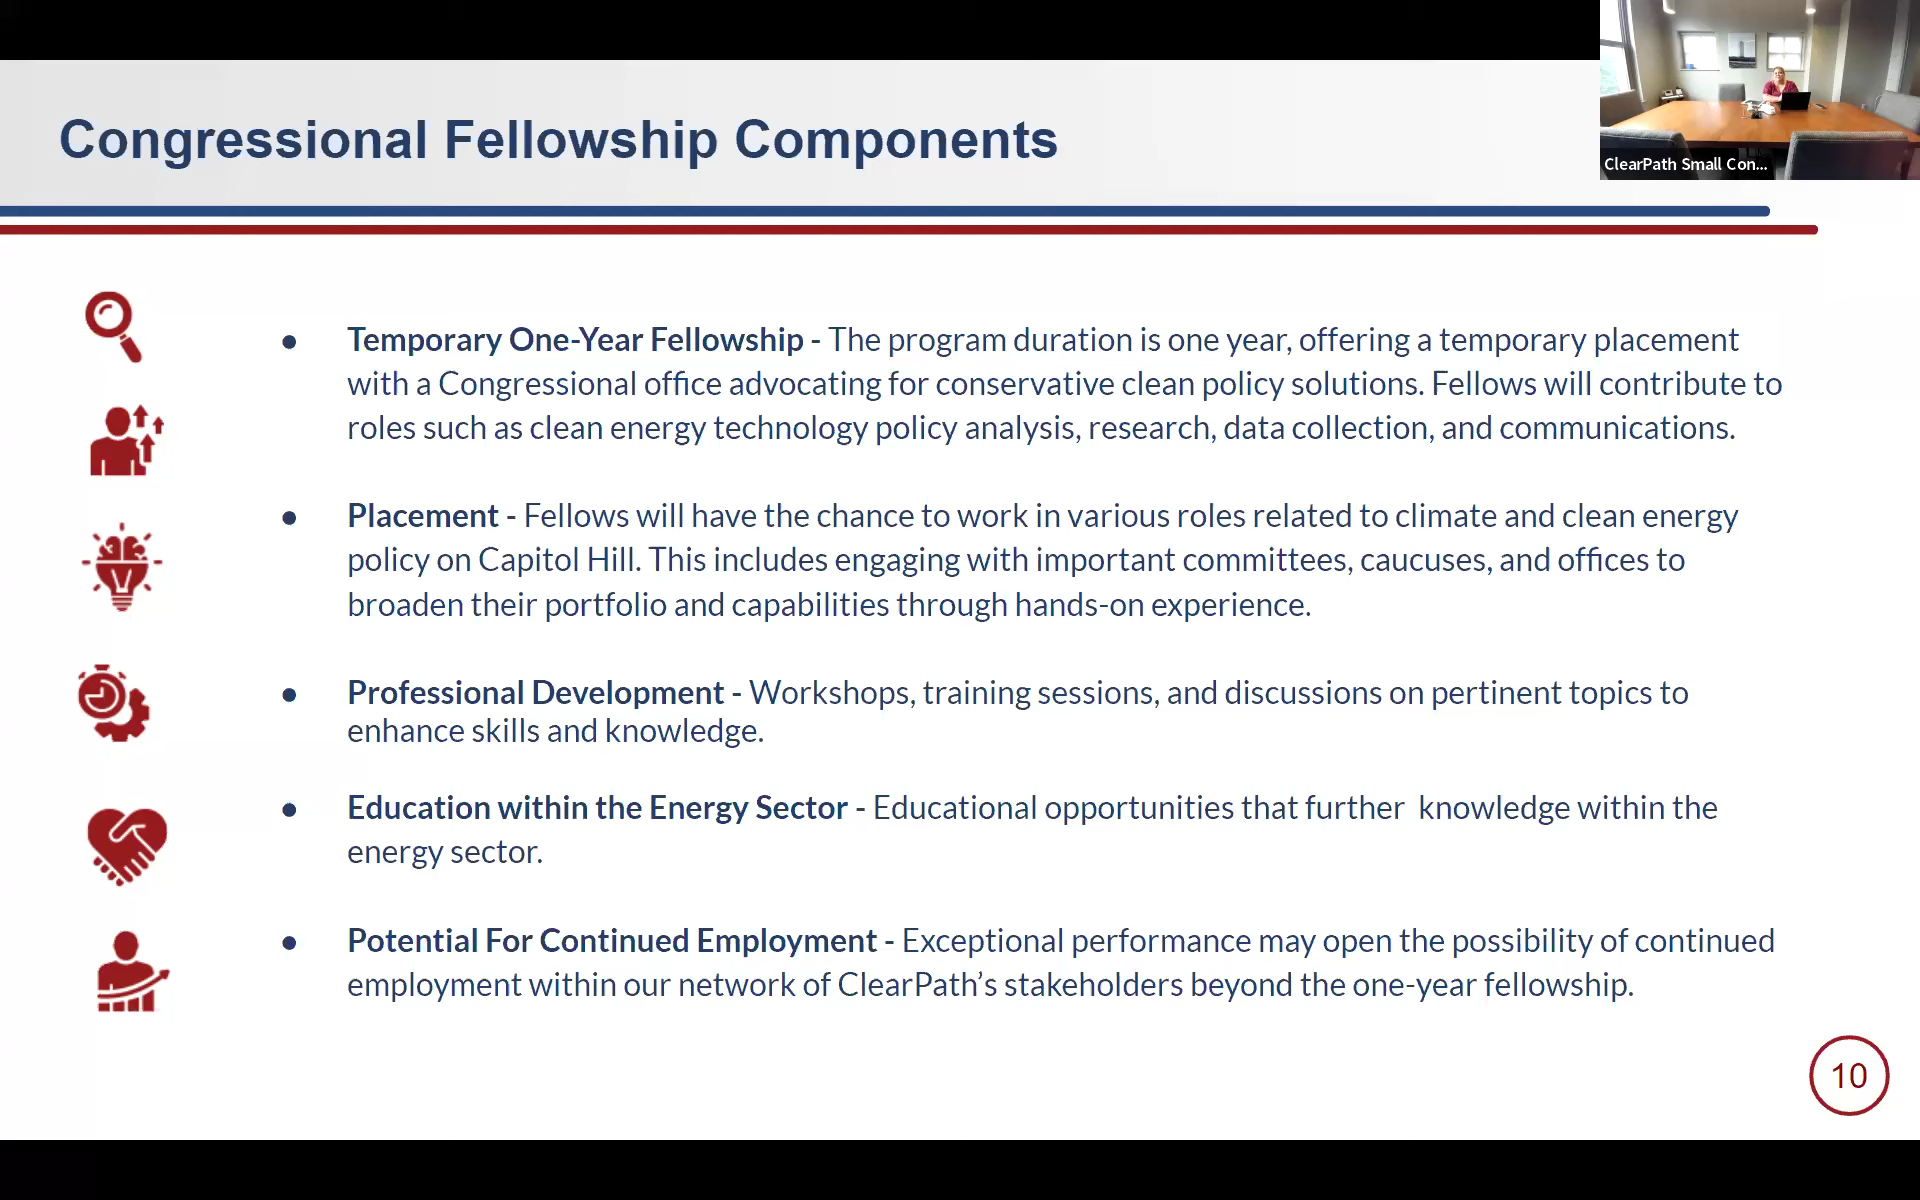 Congressional Fellowship Components
ClearPath Small Con...
● Temporary One-Year Fellowship - The program duration is one year, offering a temporary placement
with a Congressional office advocating for conservative clean policy solutions. Fellows will contribute to
roles such as clean energy technology policy analysis, research, data collection, and communications.
● Placement - Fellows will have the chance to work in various roles related to climate and clean energy
policy on Capitol Hill. This includes engaging with important committees, caucuses, and offices to
broaden their portfolio and capabilities through hands-on experience.
● Professional Development - Workshops, training sessions, and discussions on pertinent topics to
enhance skills and knowledge.
● Education within the Energy Sector - Educational opportunities that further  knowledge within the
energy sector.
● Potential For Continued Employment - Exceptional performance may open the possibility of continued
employment within our network of ClearPath’s stakeholders beyond the one-year fellowship.
10